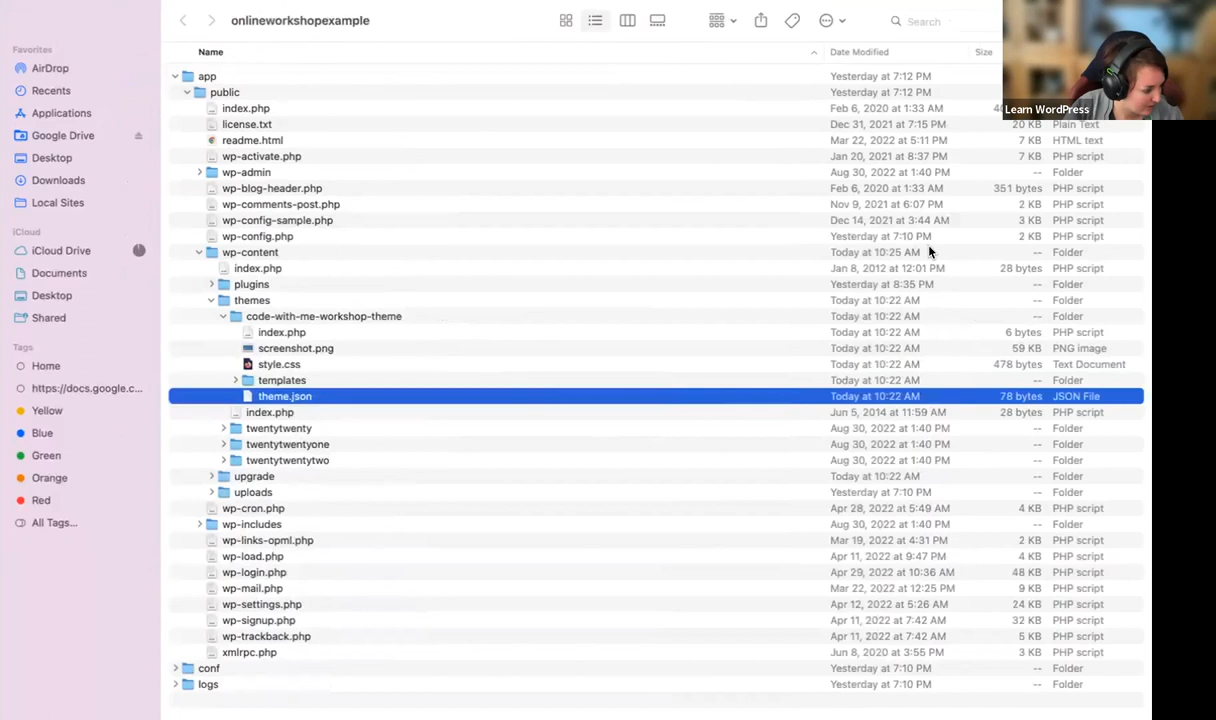 onlineworkshopexample
Search
Learn WordPress
Favorites
AirDrop
Recents
Applications
Google Drive
Desktop
Downloads
Local Sites
iCloud
iCloud Drive
Documents
Desktop
Shared
Tags
Home
https://docs.google.c...
Yellow
Blue
Green
Orange
Red
All Tags...
Name Date Modified Size
app Yesterday at 7:12 PM
public Yesterday at 7:12 PM
index.php Feb 6, 2020 at 1:33 AM
license.txt Dec 31, 2021 at 7:15 PM 20 KB Plain Text
readme.html Mar 22, 2022 at 5:11 PM 7 KB HTML text
wp-activate.php Jan 20, 2021 at 8:37 PM 7 KB PHP script
wp-admin Aug 30, 2022 at 1:40 PM -- Folder
wp-blog-header.php Feb 6, 2020 at 1:33 AM 351 bytes PHP script
wp-comments-post.php Nov 9, 2021 at 6:07 PM 2 KB PHP script
wp-config-sample.php Dec 14, 2021 at 3:44 AM 3 KB PHP script
wp-config.php Yesterday at 7:10 PM 2 KB PHP script
wp-content Today at 10:25 AM -- Folder
index.php Jan 8, 2012 at 12:01 PM 28 bytes PHP script
plugins Yesterday at 8:35 PM -- Folder
themes Today at 10:22 AM -- Folder
code-with-me-workshop-theme Today at 10:22 AM -- Folder
index.php Today at 10:22 AM 6 bytes PHP script
screenshot.png Today at 10:22 AM 59 KB PNG image
style.css Today at 10:22 AM 478 bytes Text Document
templates Today at 10:22 AM -- Folder
theme.json Today at 10:22 AM 78 bytes JSON File
index.php Jun 5, 2014 at 11:59 AM 28 bytes PHP script
twentytwenty Aug 30, 2022 at 1:40 PM -- Folder
twentytwentyone Aug 30, 2022 at 1:40 PM -- Folder
twentytwentytwo Aug 30, 2022 at 1:40 PM -- Folder
upgrade Today at 10:22 AM -- Folder
uploads Yesterday at 7:10 PM -- Folder
wp-cron.php Apr 28, 2022 at 5:49 AM 4 KB PHP script
wp-includes Aug 30, 2022 at 1:40 PM -- Folder
wp-links-opml.php Mar 19, 2022 at 4:31 PM 2 KB PHP script
wp-load.php Apr 11, 2022 at 9:47 PM 4 KB PHP script
wp-login.php Apr 29, 2022 at 10:36 AM 48 KB PHP script
wp-mail.php Mar 22, 2022 at 12:25 PM 9 KB PHP script
wp-settings.php Apr 12, 2022 at 5:26 AM 24 KB PHP script
wp-signup.php Apr 11, 2022 at 7:42 AM 32 KB PHP script
wp-trackback.php Apr 11, 2022 at 7:42 AM 5 KB PHP script
xmlrpc.php Jun 8, 2020 at 3:55 PM 3 KB PHP script
conf Yesterday at 7:10 PM -- Folder
logs Yesterday at 7:10 PM -- Folder